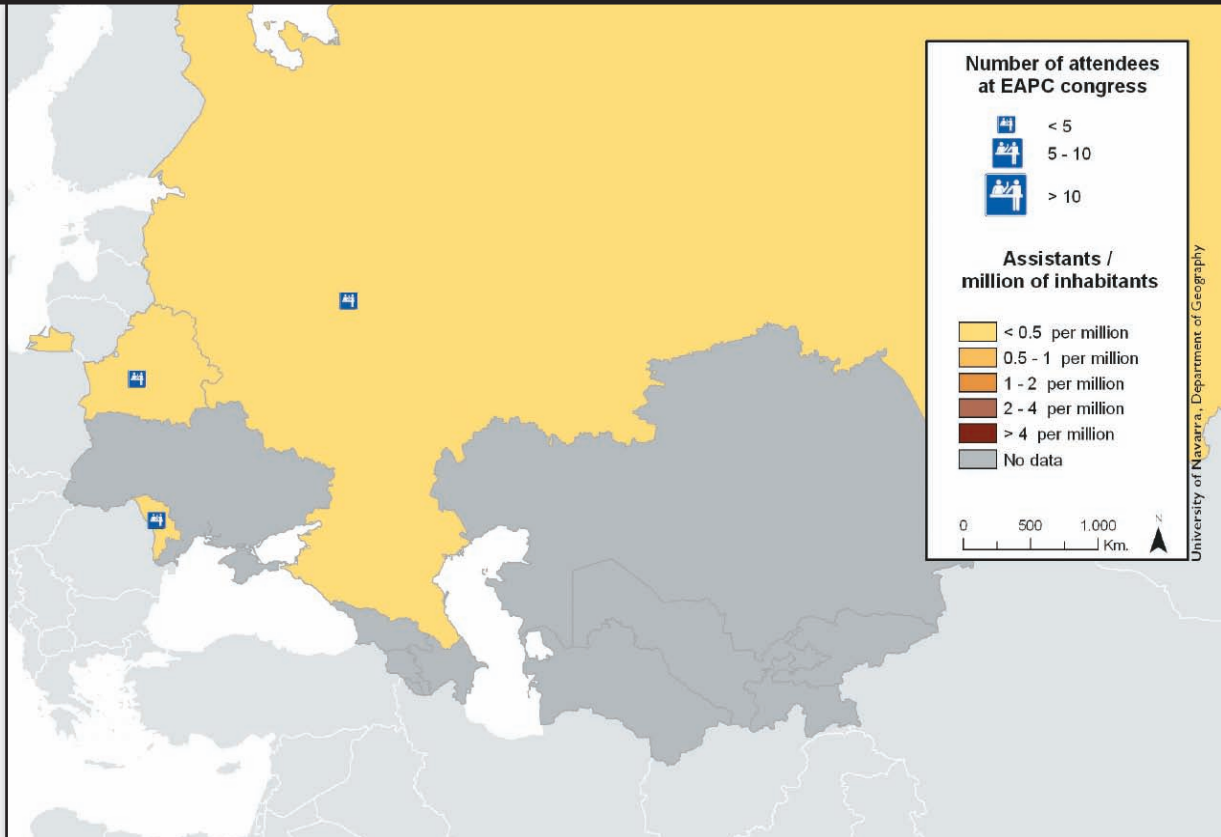 Number of attendees
at EAPC congress
< 5
5 - 10
> 10
Assistants /
million of inhabitants
< 0.5 per million
0.5 - 1 per million
1 - 2 per million
2 - 4 per million
> 4 per million
No data
0 500 1.000
Km.
N
University of Navarra, Department of Geography